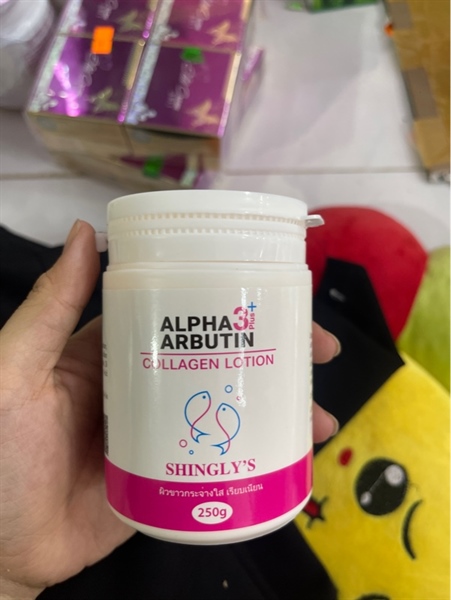 ALPHA 3 Plus +
ARBUTIN
COLLAGEN LOTION
SHINGLY'S
ผิวขาวกระจ่างใส เรียบเนียน
250g